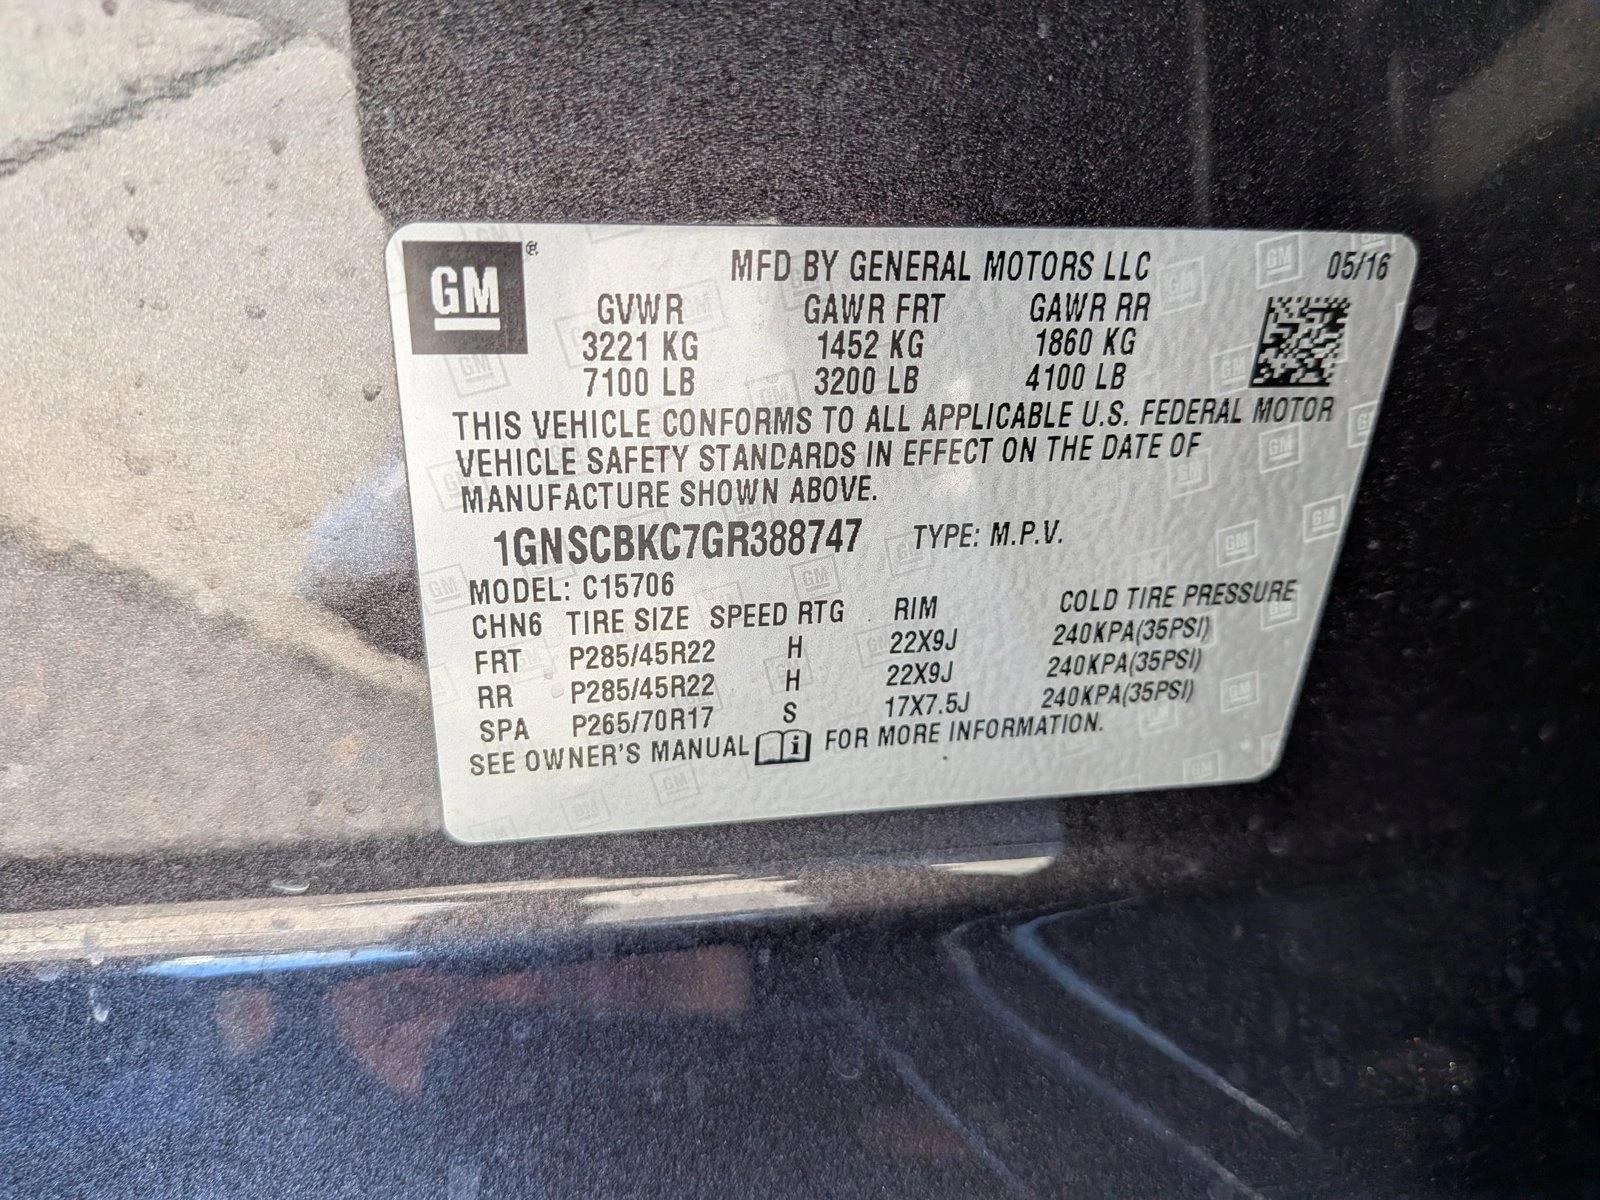 GM ® MFD BY GENERAL MOTORS LLC 05/16
GVWR GAWR FRT GAWR RR
3221 KG 1452 KG 1860 KG
7100 LB 3200 LB 4100 LB
THIS VEHICLE CONFORMS TO ALL APPLICABLE U.S. FEDERAL MOTOR
VEHICLE SAFETY STANDARDS IN EFFECT ON THE DATE OF
MANUFACTURE SHOWN ABOVE.
1GNSCBKC7GR388747 TYPE: M.P.V.
MODEL: C15706
CHN6 TIRE SIZE SPEED RTG RIM COLD TIRE PRESSURE
FRT P285/45R22 H 22X9J 240KPA(35PSI)
RR P285/45R22 H 22X9J 240KPA(35PSI)
SPA P265/70R17 S 17X7.5J 240KPA(35PSI)
SEE OWNER'S MANUAL FOR MORE INFORMATION.